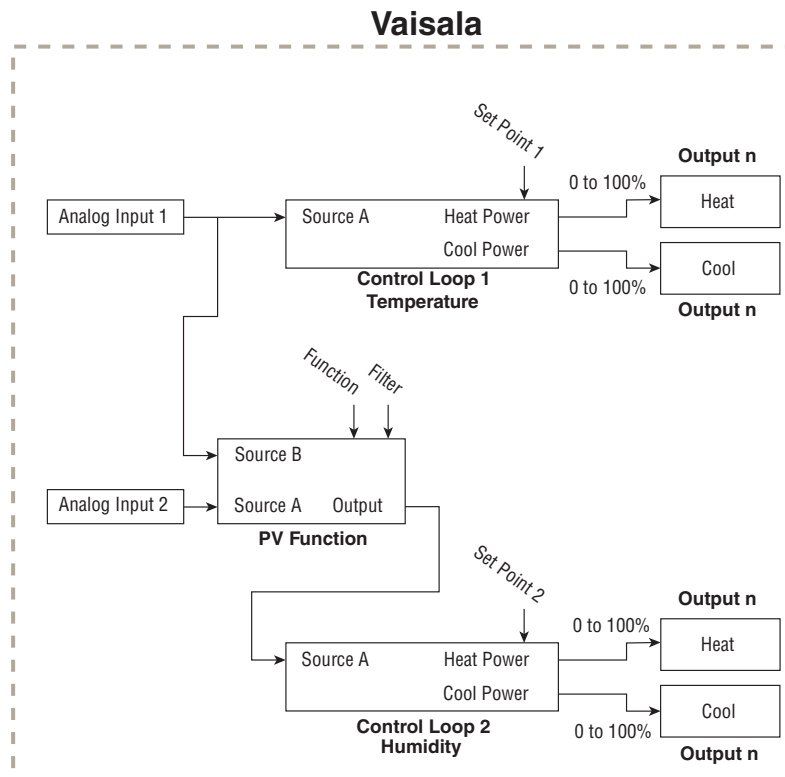 Vaisala
Set Point 1
Output n
0 to 100%
Analog Input 1
Source A
Heat Power
Heat
Cool Power
Cool
Control Loop 1
Temperature
0 to 100%
Output n
Function
Filter
Source B
Analog Input 2
Source A
Output
PV Function
Set Point 2
Output n
0 to 100%
Source A
Heat Power
Heat
Cool Power
Cool
Control Loop 2
Humidity
0 to 100%
Output n